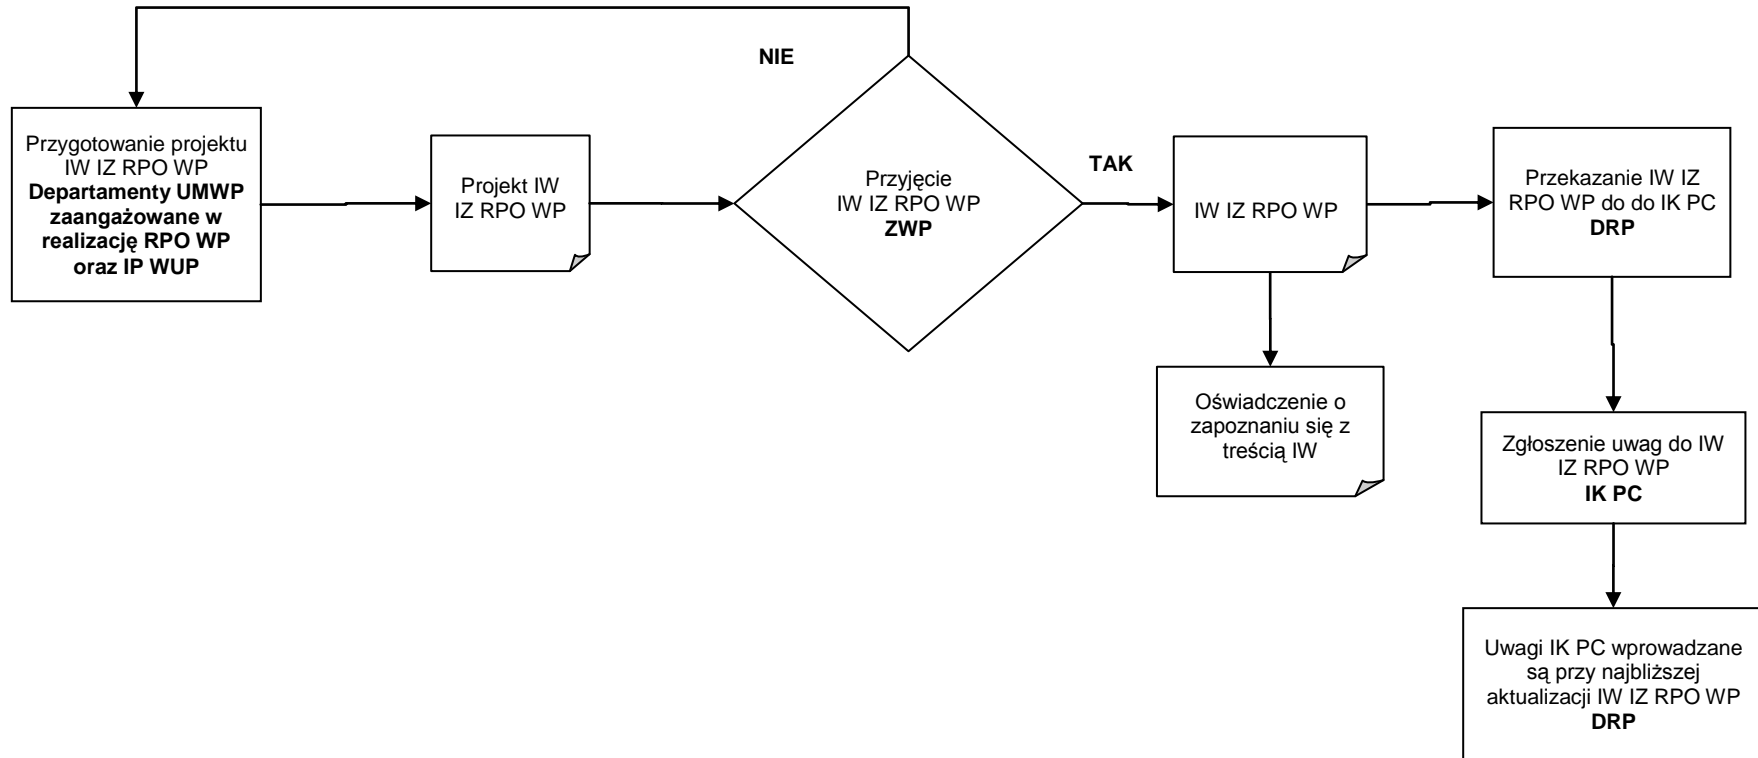 NIE
Przygotowanie projektu
IW IZ RPO WP
Departamenty UMWP
zaangażowane w
realizację RPO WP
oraz IP WUP
Projekt IW
IZ RPO WP
Przyjęcie
IW IZ RPO WP
ZWP
TAK
IW IZ RPO WP
Przekazanie IW IZ
RPO WP do do IK PC
DRP
Oświadczenie o
zapoznaniu się z
treścią IW
Zgłoszenie uwag do IW
IZ RPO WP
IK PC
Uwagi IK PC wprowadzane
są przy najbliższej
aktualizacji IW IZ RPO WP
DRP